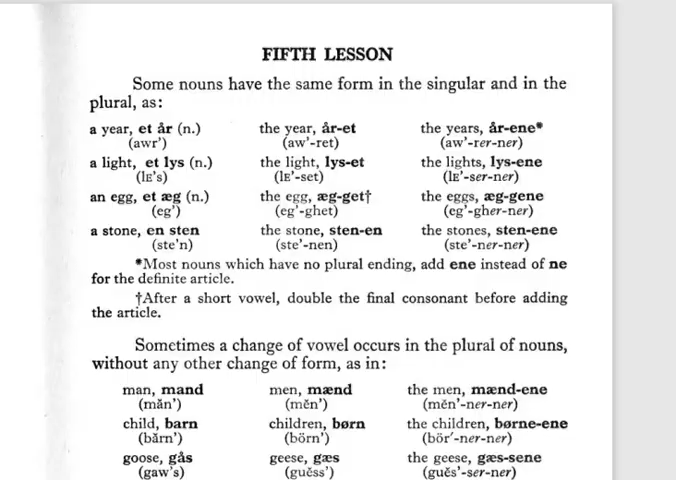 FIFTH LESSON
Some nouns have the same form in the singular and in the
plural, as:
a year, et år (n.) the year, år-et the years, år-ene*
(awr') (aw'-ret) (aw'-rer-ner)
a light, et lys (n.) the light, lys-et the lights, lys-ene
(lE's) (lE'-set) (lE'-ser-ner)
an egg, et æg (n.) the egg, æg-get† the eggs, æg-gene
(eg') (eg'-ghet) (eg'-gher-ner)
a stone, en sten the stone, sten-en the stones, sten-ene
(ste'n) (ste'-nen) (ste'-ner-ner)
*Most nouns which have no plural ending, add ene instead of ne
for the definite article.
†After a short vowel, double the final consonant before adding
the article.
Sometimes a change of vowel occurs in the plural of nouns,
without any other change of form, as in:
man, mand men, mænd the men, mænd-ene
(măn') (mĕn') (mĕn'-ner-ner)
child, barn children, børn the children, børne-ene
(bărn') (börn') (bör'-ner-ner)
goose, gås geese, gæs the geese, gæs-sene
(gaw's) (guĕss') (guĕs'-ser-ner)